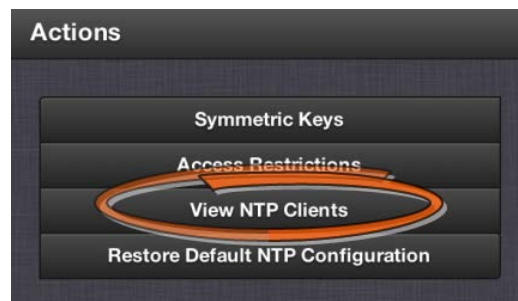 Actions
Symmetric Keys
Access Restrictions
View NTP Clients
Restore Default NTP Configuration